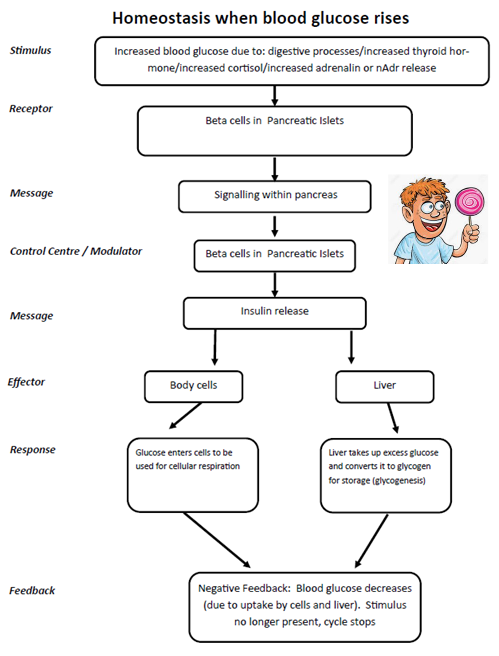 Homeostasis when blood glucose rises
Stimulus
Increased blood glucose due to: digestive processes/increased thyroid hor-
mone/increased cortisol/increased adrenalin or nAdr release
Receptor
Beta cells in Pancreatic Islets
Message
Signalling within pancreas
Control Centre / Modulator
Beta cells in Pancreatic Islets
Message
Insulin release
Effector
Body cells
Liver
Response
Glucose enters cells to be
used for cellular respiration
Liver takes up excess glucose
and converts it to glycogen
for storage (glycogenesis)
Feedback
Negative Feedback: Blood glucose decreases
(due to uptake by cells and liver). Stimulus
no longer present, cycle stops